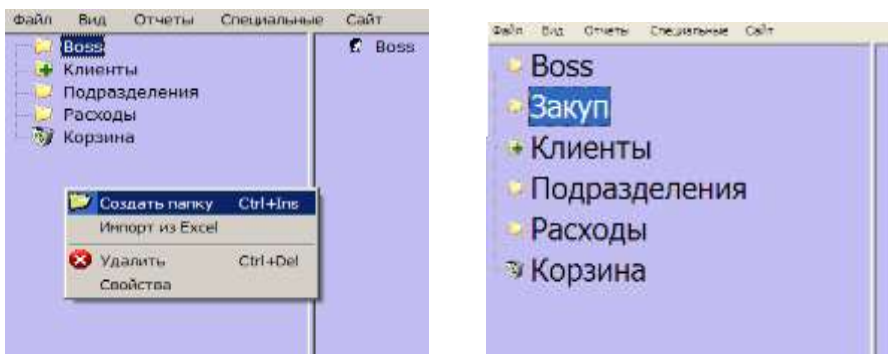 Файл Вид Отчеты Специальные Сайт
Boss
Клиенты
Подразделения
Расходы
Корзина
Boss
Создать папку Ctrl+Ins
Импорт из Excel
Удалить Ctrl+Del
Свойства
Файл Вид Отчеты Специальные Сайт
Boss
Закуп
Клиенты
Подразделения
Расходы
Корзина